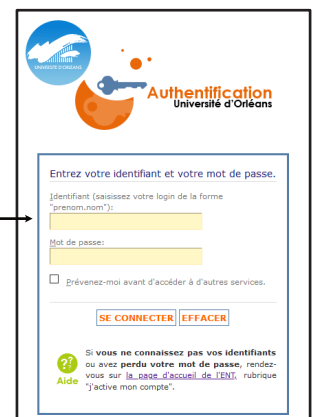 UNIVERSITÉ D'ORLÉANS
Authentification
Université d'Orléans
Entrez votre identifiant et votre mot de passe.
Identifiant (saisissez votre login de la forme
"prenom.nom"):
Mot de passe:
Prévenez-moi avant d'accéder à d'autres services.
SE CONNECTER EFFACER
Si vous ne connaissez pas vos identifiants
ou avez perdu votre mot de passe, rendez-
vous sur la page d'accueil de l'ENT, rubrique
"j'active mon compte".
??
Aide